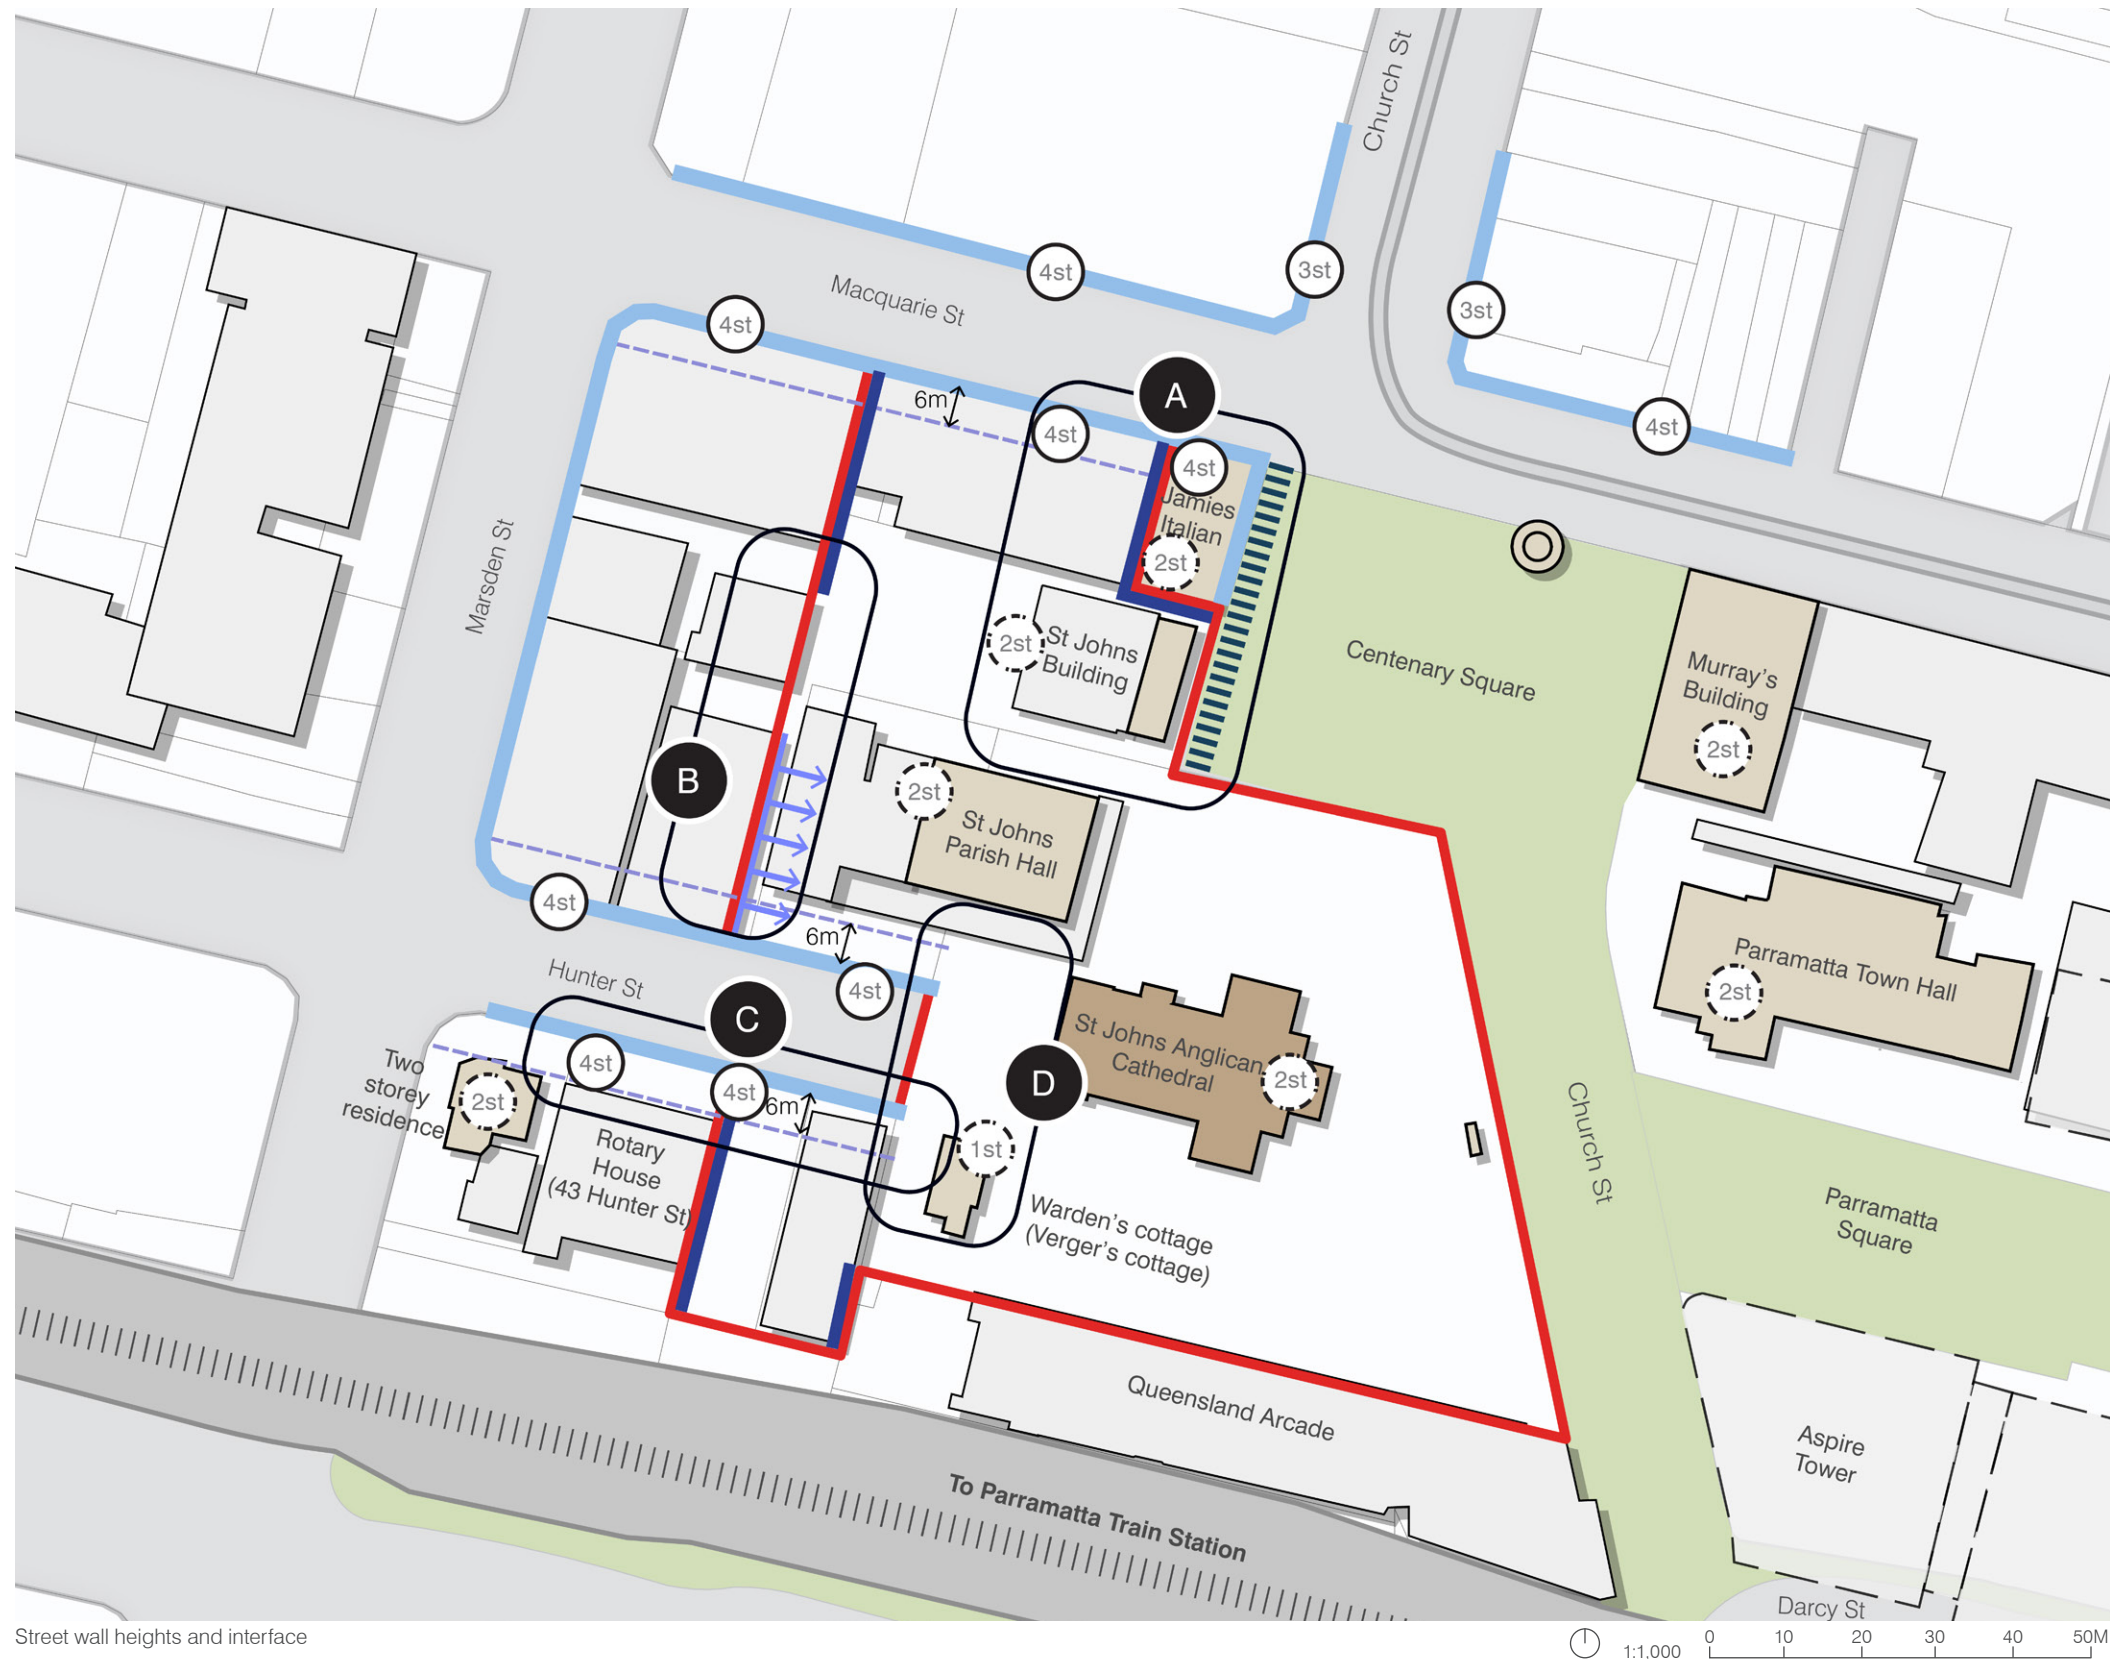 Church St
4st
3st
3st
Macquarie St
4st
A
6m
4st
4st
4st
Jamies
Italian
2st
Marsden St
2st
St Johns
Building
Centenary Square
Murray's
Building
2st
B
2st
St Johns
Parish Hall
4st
6m
4st
Parramatta Town Hall
2st
Hunter St
C
4st
4st
6m
D
St Johns Anglican
Cathedral
2st
Two
storey
residence
2st
Rotary
House
(43 Hunter St)
1st
Warden's cottage
(Verger's cottage)
Church St
Parramatta
Square
Queensland Arcade
Aspire
Tower
To Parramatta Train Station
Darcy St
Street wall heights and interface
1:1,000
0 10 20 30 40 50M